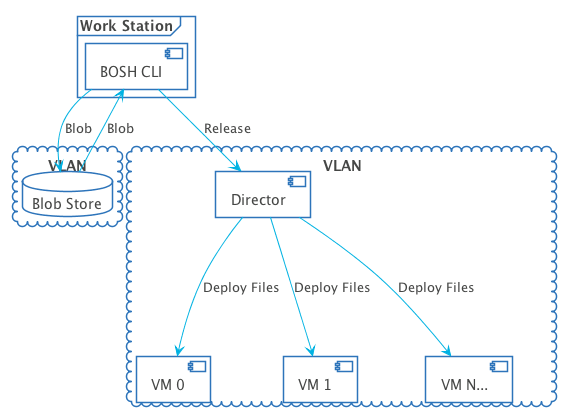 Work Station
BOSH CLI
Blob
Blob
Release
VLAN
VLAN
Blob Store
Director
Deploy Files
Deploy Files
Deploy Files
VM 0
VM 1
VM N...